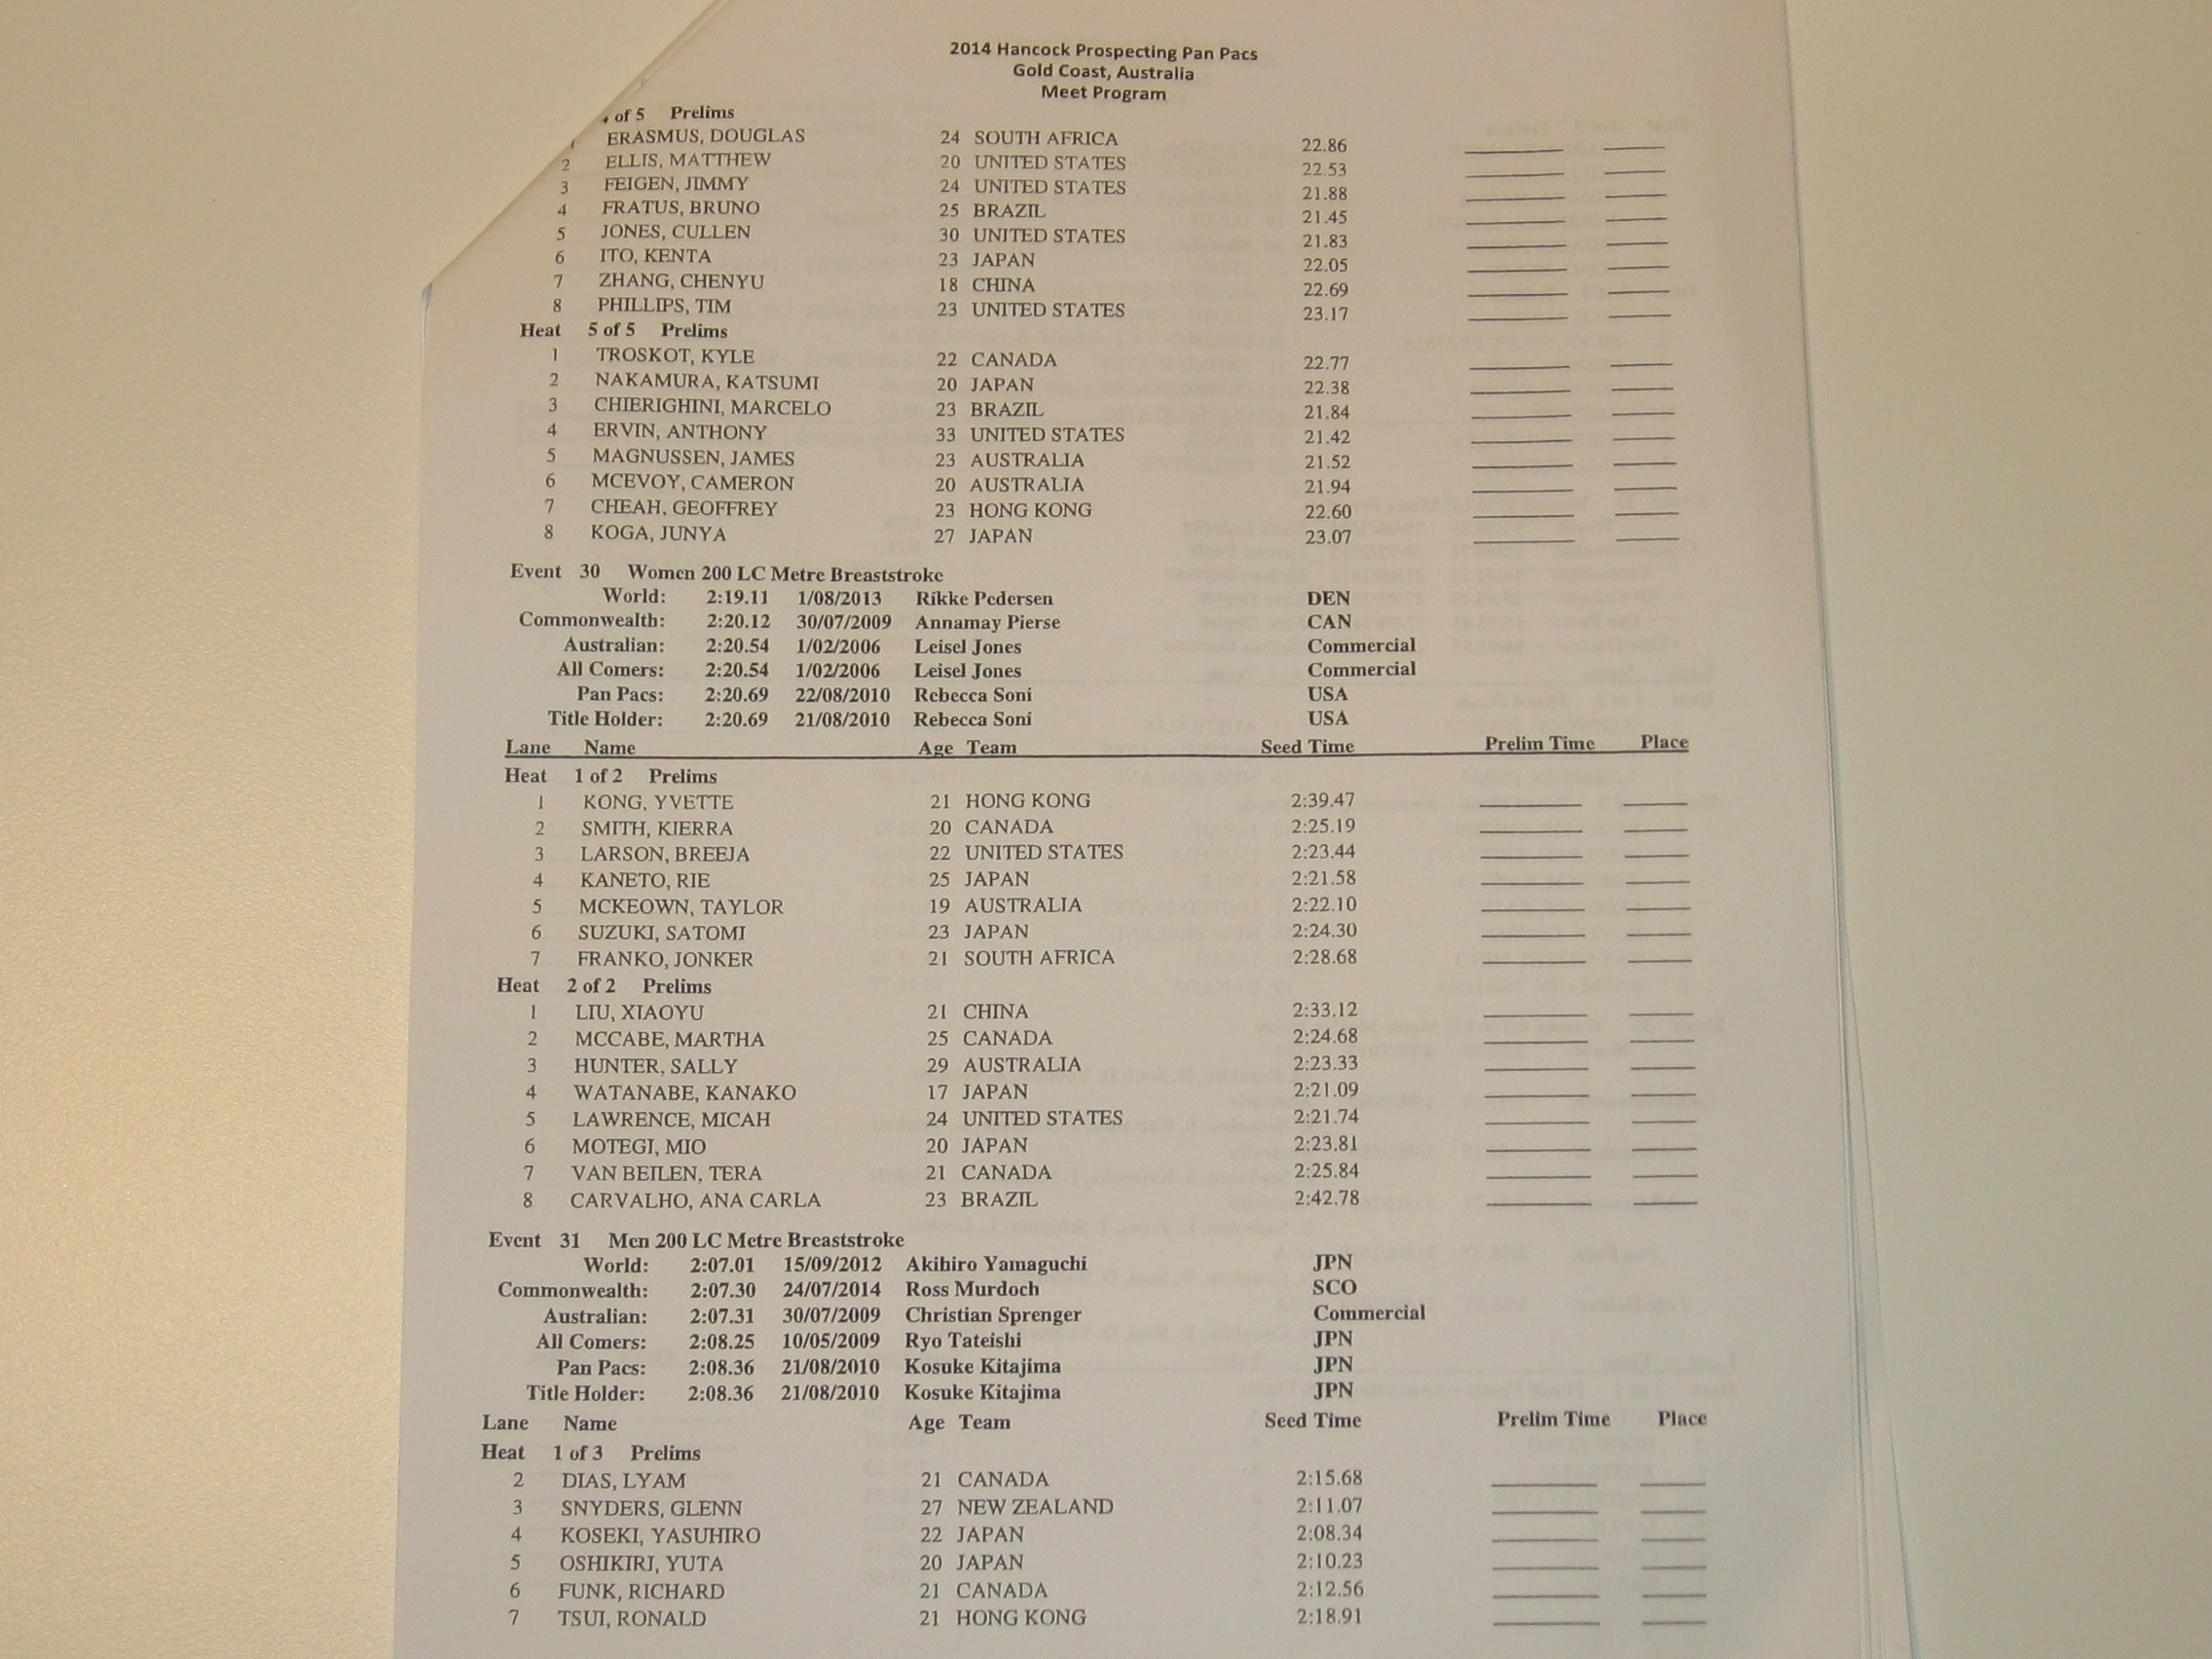 2014 Hancock Prospecting Pan Pacs
Gold Coast, Australia
Meet Program
of 5 Prelims
ERASMUS, DOUGLAS 24 SOUTH AFRICA 22.86
2 ELLIS, MATTHEW 20 UNITED STATES 22.53
3 FEIGEN, JIMMY 24 UNITED STATES 21.88
4 FRATUS, BRUNO 25 BRAZIL 21.45
5 JONES, CULLEN 30 UNITED STATES 21.83
6 ITO, KENTA 23 JAPAN 22.05
7 ZHANG, CHENYU 18 CHINA 22.69
8 PHILLIPS, TIM 23 UNITED STATES 23.17
Heat 5 of 5 Prelims
1 TROSKOT, KYLE 22 CANADA 22.77
2 NAKAMURA, KATSUMI 20 JAPAN 22.38
3 CHIERIGHINI, MARCELO 23 BRAZIL 21.84
4 ERVIN, ANTHONY 33 UNITED STATES 21.42
5 MAGNUSSEN, JAMES 23 AUSTRALIA 21.52
6 MCEVOY, CAMERON 20 AUSTRALIA 21.94
7 CHEAH, GEOFFREY 23 HONG KONG 22.60
8 KOGA, JUNYA 27 JAPAN 23.07
Event 30 Women 200 LC Metre Breaststroke
World: 2:19.11 1/08/2013 Rikke Pedersen DEN
Commonwealth: 2:20.12 30/07/2009 Annamay Pierse CAN
Australian: 2:20.54 1/02/2006 Leisel Jones Commercial
All Comers: 2:20.54 1/02/2006 Leisel Jones Commercial
Pan Pacs: 2:20.69 22/08/2010 Rebecca Soni USA
Title Holder: 2:20.69 21/08/2010 Rebecca Soni USA
Lane Name Age Team Seed Time Prelim Time Place
Heat 1 of 2 Prelims
1 KONG, YVETTE 21 HONG KONG 2:39.47
2 SMITH, KIERRA 20 CANADA 2:25.19
3 LARSON, BREEJA 22 UNITED STATES 2:23.44
4 KANETO, RIE 25 JAPAN 2:21.58
5 MCKEOWN, TAYLOR 19 AUSTRALIA 2:22.10
6 SUZUKI, SATOMI 23 JAPAN 2:24.30
7 FRANKO, JONKER 21 SOUTH AFRICA 2:28.68
Heat 2 of 2 Prelims
1 LIU, XIAOYU 21 CHINA 2:33.12
2 MCCABE, MARTHA 25 CANADA 2:24.68
3 HUNTER, SALLY 29 AUSTRALIA 2:23.33
4 WATANABE, KANAKO 17 JAPAN 2:21.09
5 LAWRENCE, MICAH 24 UNITED STATES 2:21.74
6 MOTEGI, MIO 20 JAPAN 2:23.81
7 VAN BEILEN, TERA 21 CANADA 2:25.84
8 CARVALHO, ANA CARLA 23 BRAZIL 2:42.78
Event 31 Men 200 LC Metre Breaststroke
World: 2:07.01 15/09/2012 Akihiro Yamaguchi JPN
Commonwealth: 2:07.30 24/07/2014 Ross Murdoch SCO
Australian: 2:07.31 30/07/2009 Christian Sprenger Commercial
All Comers: 2:08.25 10/05/2009 Ryo Tateishi JPN
Pan Pacs: 2:08.36 21/08/2010 Kosuke Kitajima JPN
Title Holder: 2:08.36 21/08/2010 Kosuke Kitajima JPN
Lane Name Age Team Seed Time Prelim Time Place
Heat 1 of 3 Prelims
2 DIAS, LYAM 21 CANADA 2:15.68
3 SNYDERS, GLENN 27 NEW ZEALAND 2:11.07
4 KOSEKI, YASUHIRO 22 JAPAN 2:08.34
5 OSHIKIRI, YUTA 20 JAPAN 2:10.23
6 FUNK, RICHARD 21 CANADA 2:12.56
7 TSUI, RONALD 21 HONG KONG 2:18.91